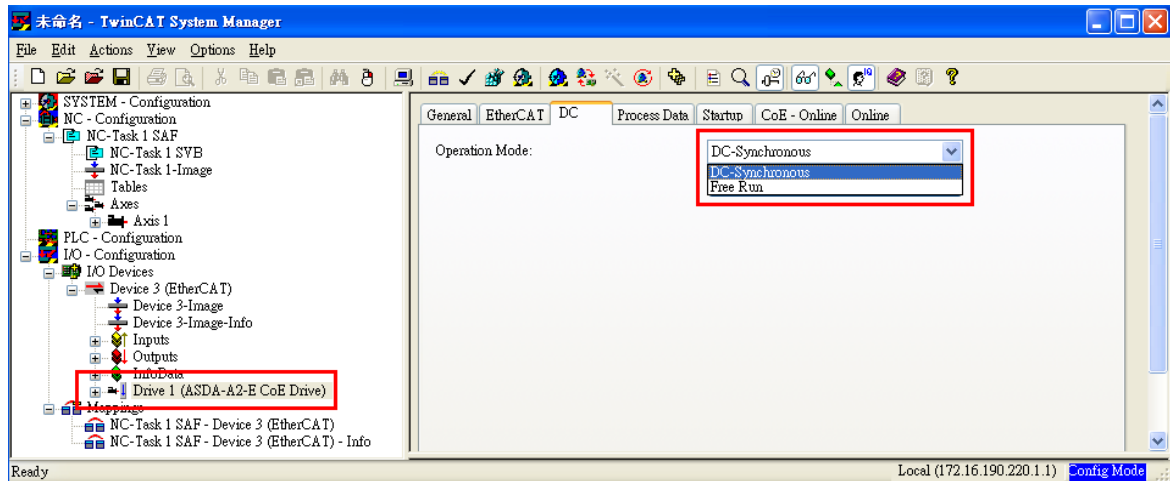 未命名 - TwinCAT System Manager
File Edit Actions View Options Help
SYSTEM - Configuration
NC - Configuration
NC-Task 1 SAF
NC-Task 1 SVB
NC-Task 1-Image
Tables
Axes
Axis 1
PLC - Configuration
I/O - Configuration
I/O Devices
Device 3 (EtherCAT)
Device 3-Image
Device 3-Image-Info
Inputs
Outputs
InfoData
Drive 1 (ASDA-A2-E CoE Drive)
Mappings
NC-Task 1 SAF - Device 3 (EtherCAT)
NC-Task 1 SAF - Device 3 (EtherCAT) - Info
General EtherCAT DC Process Data Startup CoE - Online Online
Operation Mode: DC-Synchronous
DC-Synchronous
Free Run
Ready Local (172.16.190.220.1.1) Config Mode